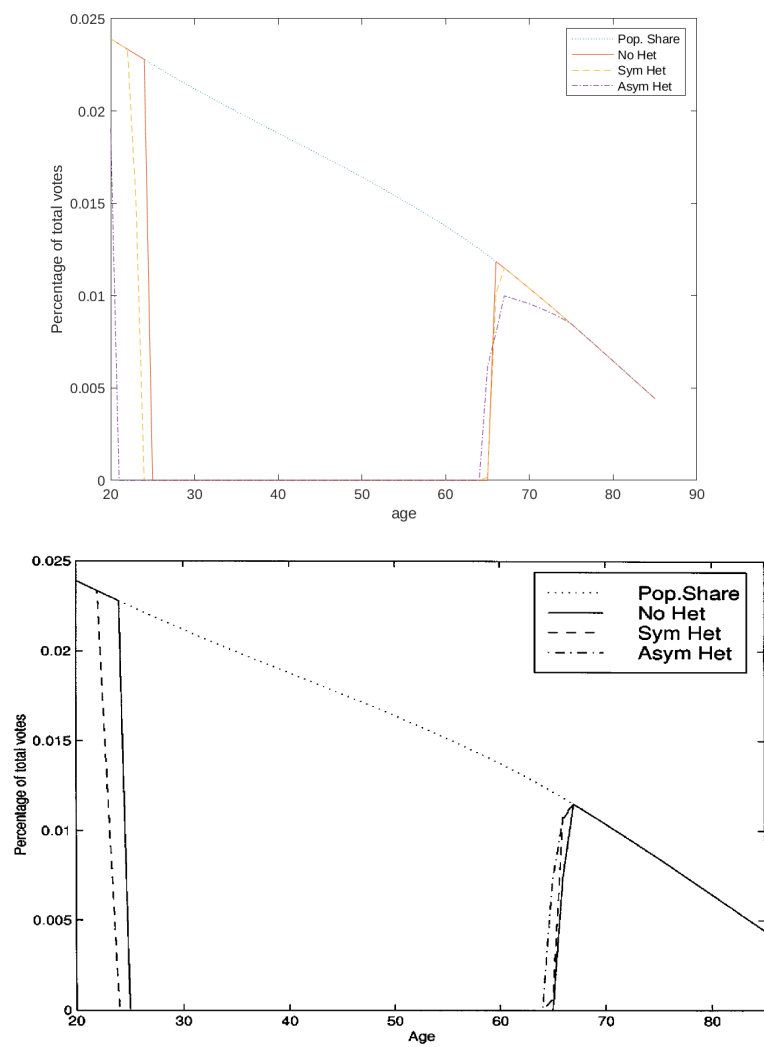 0.025
0.02
0.015
0.01
0.005
0
Percentage of total votes
20 30 40 50 60 70 80 90
age
Pop. Share
No Het
Sym Het
Asym Het
0.025
0.02
0.015
0.01
0.005
0
Percentage of total votes
20 30 40 50 60 70 80
Age
Pop.Share
No Het
Sym Het
Asym Het